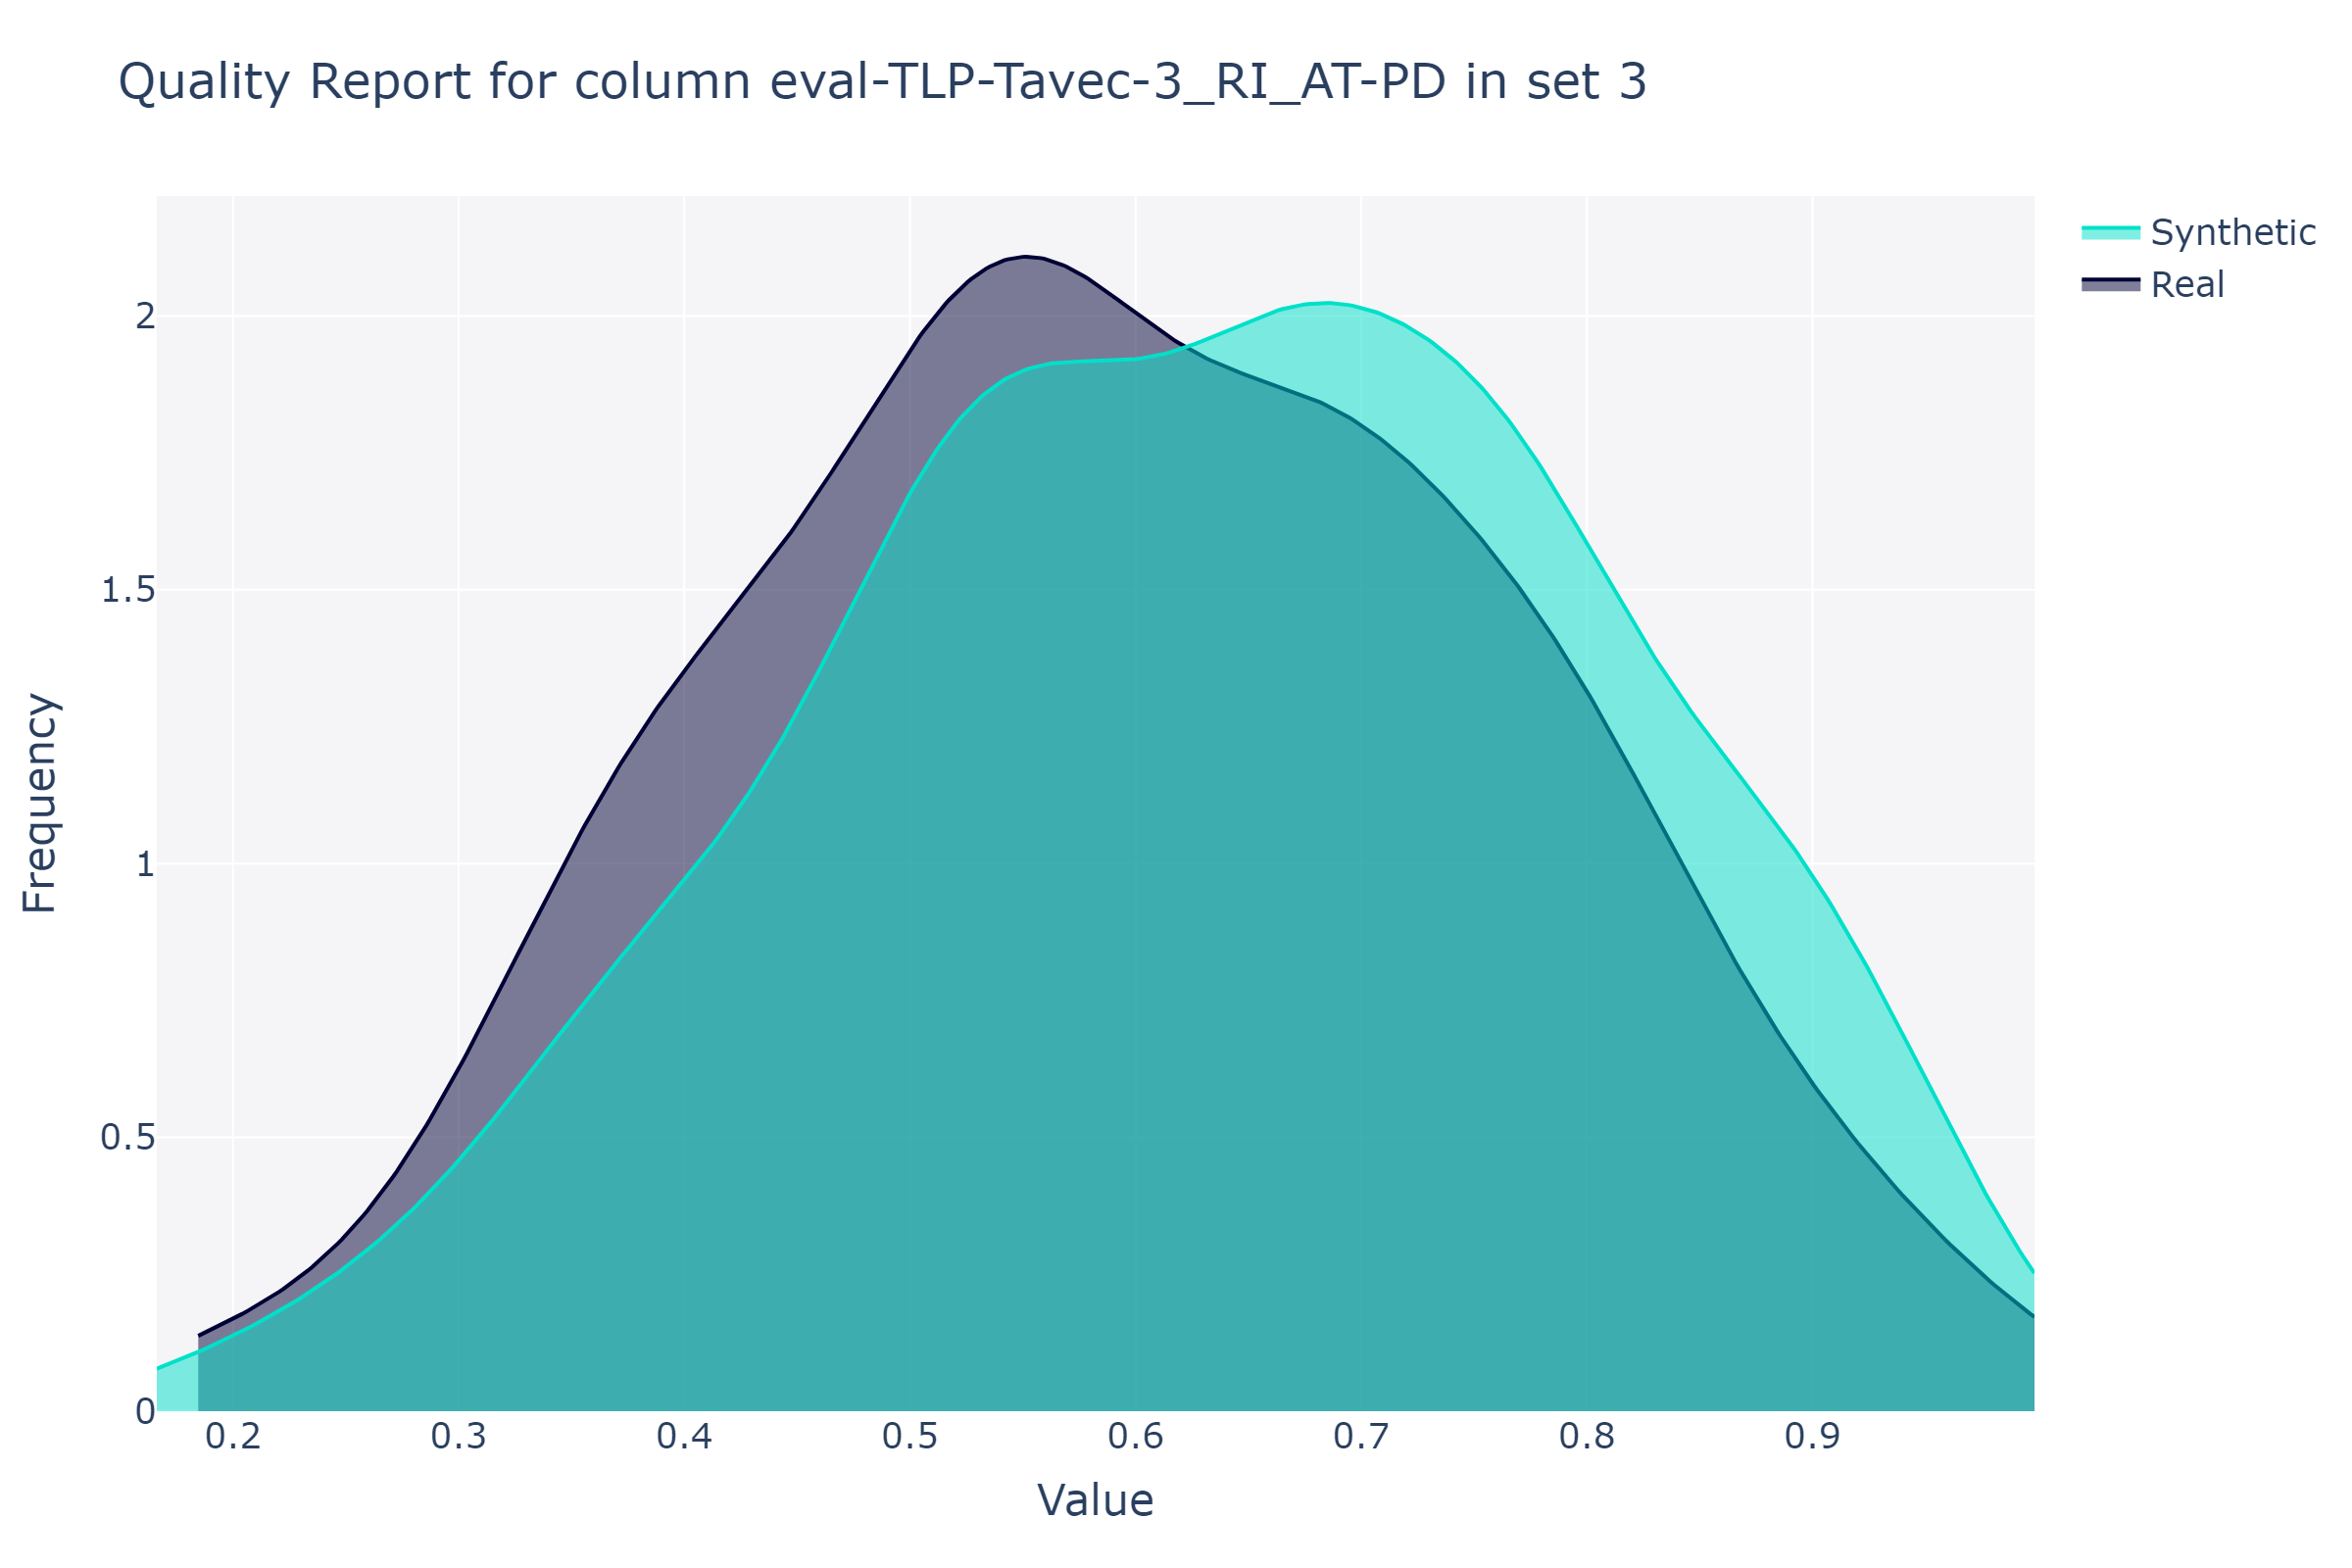 Quality Report for column eval-TLP-Tavec-3_RI_AT-PD in set 3
Synthetic
Real
Frequency
2
1.5
1
0.5
0
0.2 0.3 0.4 0.5 0.6 0.7 0.8 0.9
Value